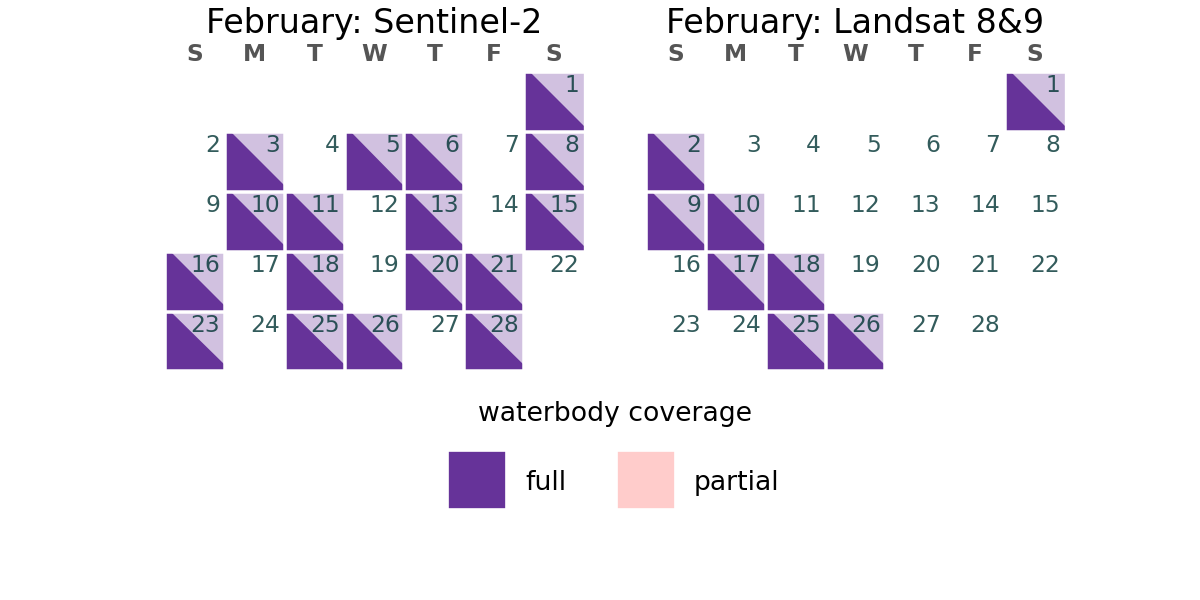 February: Sentinel-2
S M T W T F S
1
2 3 4 5 6 7 8
9 10 11 12 13 14 15
16 17 18 19 20 21 22
23 24 25 26 27 28
February: Landsat 8&9
S M T W T F S
1
2 3 4 5 6 7 8
9 10 11 12 13 14 15
16 17 18 19 20 21 22
23 24 25 26 27 28
waterbody coverage
full partial